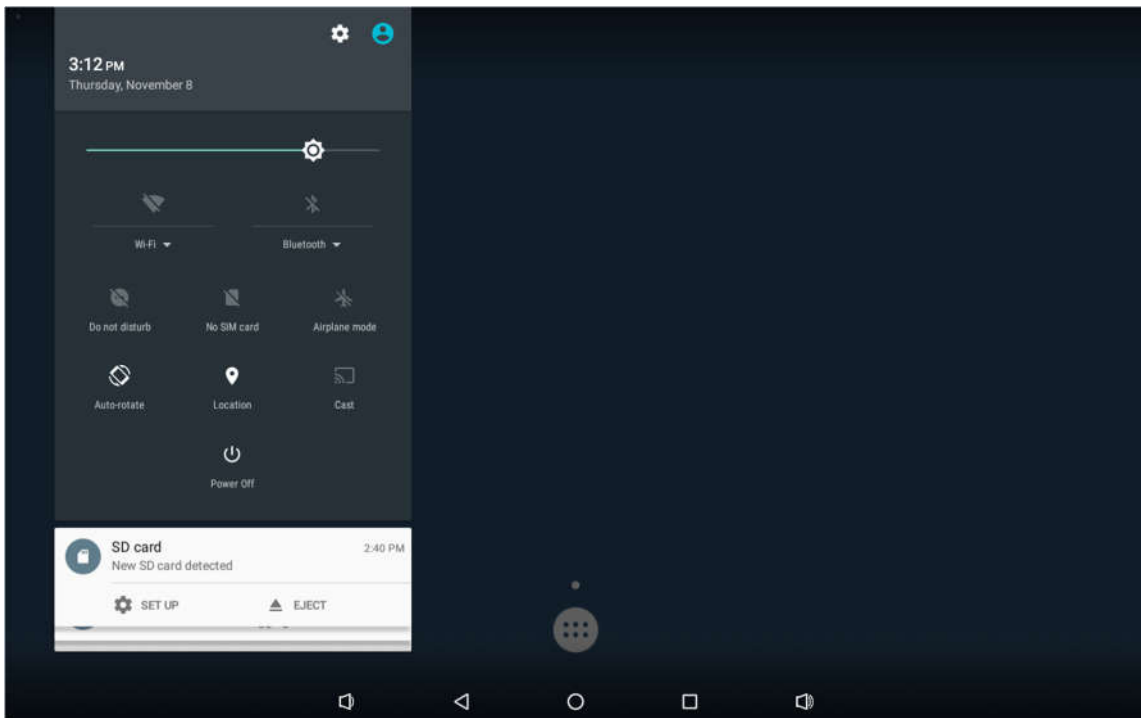 3:12 PM
Thursday, November 8
Wi-Fi
Bluetooth
Do not disturb
No SIM card
Airplane mode
Auto-rotate
Location
Cast
Power Off
SD card
2:40 PM
New SD card detected
SET UP
EJECT